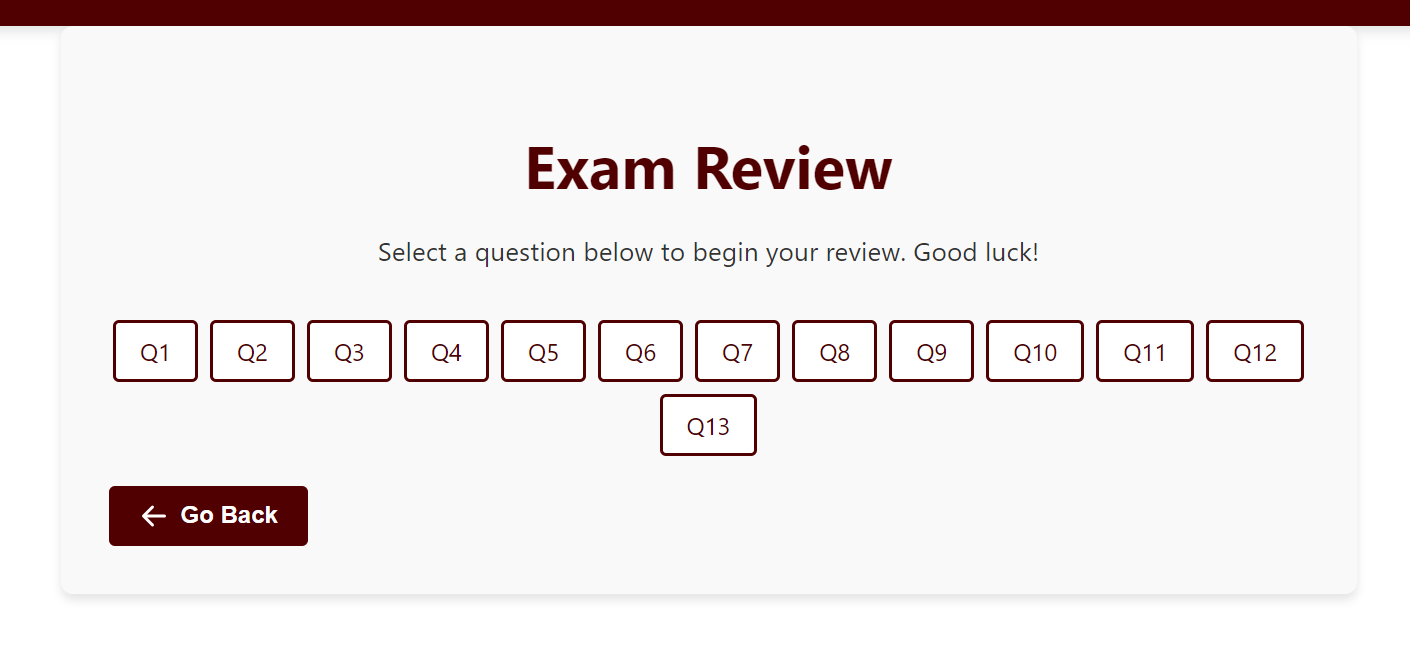 Exam Review
Select a question below to begin your review. Good luck!
Q1 Q2 Q3 Q4 Q5 Q6 Q7 Q8 Q9 Q10 Q11 Q12
Q13
Go Back